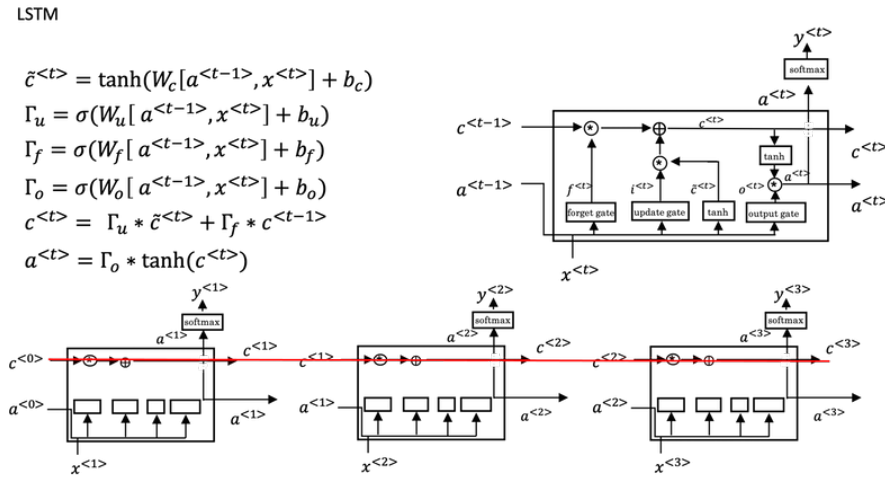 LSTM
c̃<t> = tanh(W_c[a<t−1>, x<t>] + b_c)
Γ_u = σ(W_u[ a<t−1>, x<t>] + b_u)
Γ_f = σ(W_f[ a<t−1>, x<t>] + b_f)
Γ_o = σ(W_o[ a<t−1>, x<t>] + b_o)
c<t> = Γ_u * c̃<t> + Γ_f * c<t−1>
a<t> = Γ_o * tanh(c<t>)
y<t>
softmax
a<t>
c<t−1> * ⊕ c<t> c<t>
* tanh
a<t−1> f<t> i<t> c̃<t> o<t> * a<t> a<t>
forget gate update gate tanh output gate
x<t>
y<1> y<2> y<3>
softmax softmax softmax
a<1> a<2> a<3>
c<0> * ⊕ c<1> c<1> * ⊕ c<2> c<2> * ⊕ c<3>
a<0> a<1> a<1> a<2> a<2> a<3>
x<1> x<2> x<3>